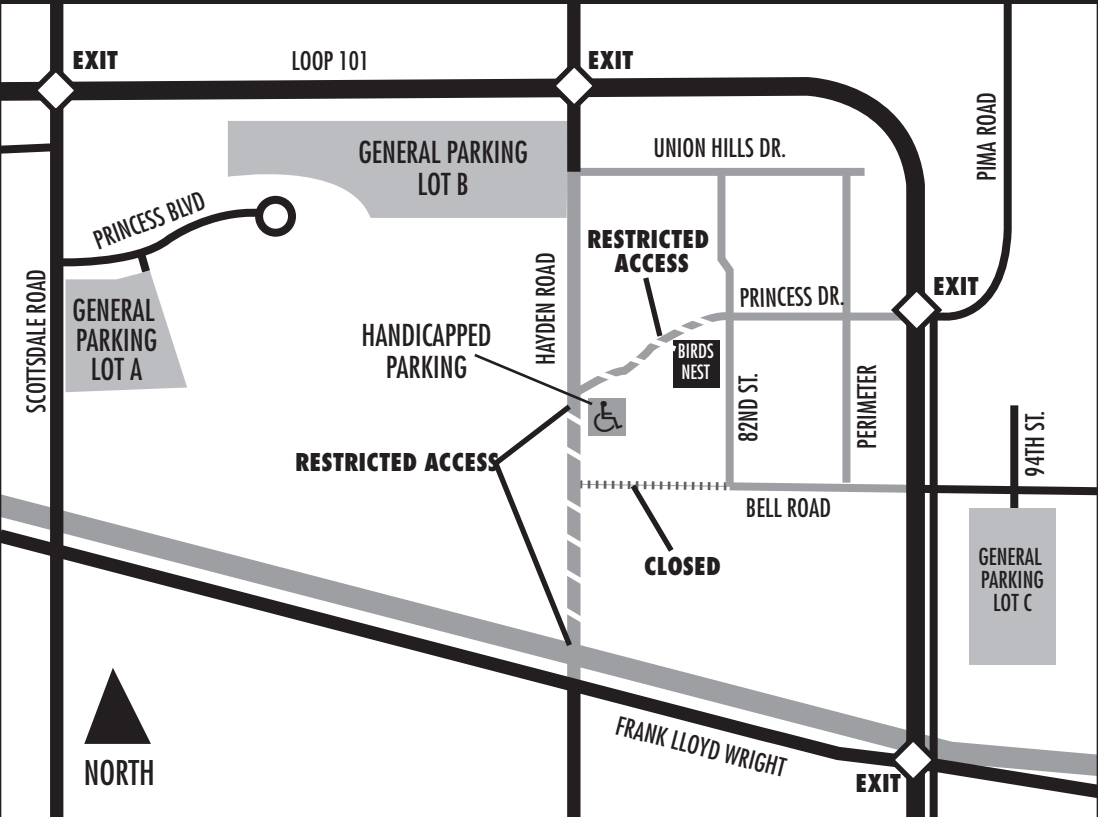 EXIT
LOOP 101
EXIT
PIMA ROAD
GENERAL PARKING
LOT B
UNION HILLS DR.
PRINCESS BLVD
RESTRICTED
ACCESS
SCOTTSDALE ROAD
GENERAL
PARKING
LOT A
HAYDEN ROAD
PRINCESS DR.
EXIT
HANDICAPPED
PARKING
BIRDS
NEST
82ND ST.
PERIMETER
94TH ST.
RESTRICTED ACCESS
BELL ROAD
CLOSED
GENERAL
PARKING
LOT C
FRANK LLOYD WRIGHT
NORTH
EXIT